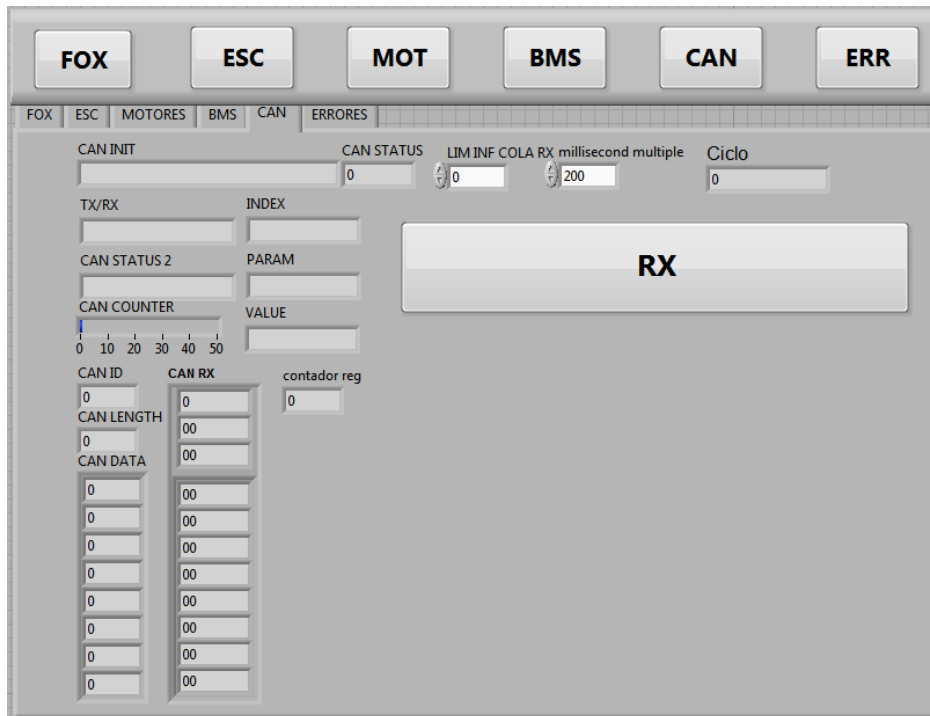 FOX ESC MOT BMS CAN ERR
FOX ESC MOTORES BMS CAN ERRORES
CAN INIT CAN STATUS LIM INF COLA RX millisecond multiple Ciclo
0 0 200 0
TX/RX INDEX
RX
CAN STATUS 2 PARAM
CAN COUNTER VALUE
0 10 20 30 40 50
CAN ID CAN RX contador reg
0 0 0
CAN LENGTH 00
0 00
CAN DATA
0 00
0 00
0 00
0 00
0 00
0 00
0 00
0 00